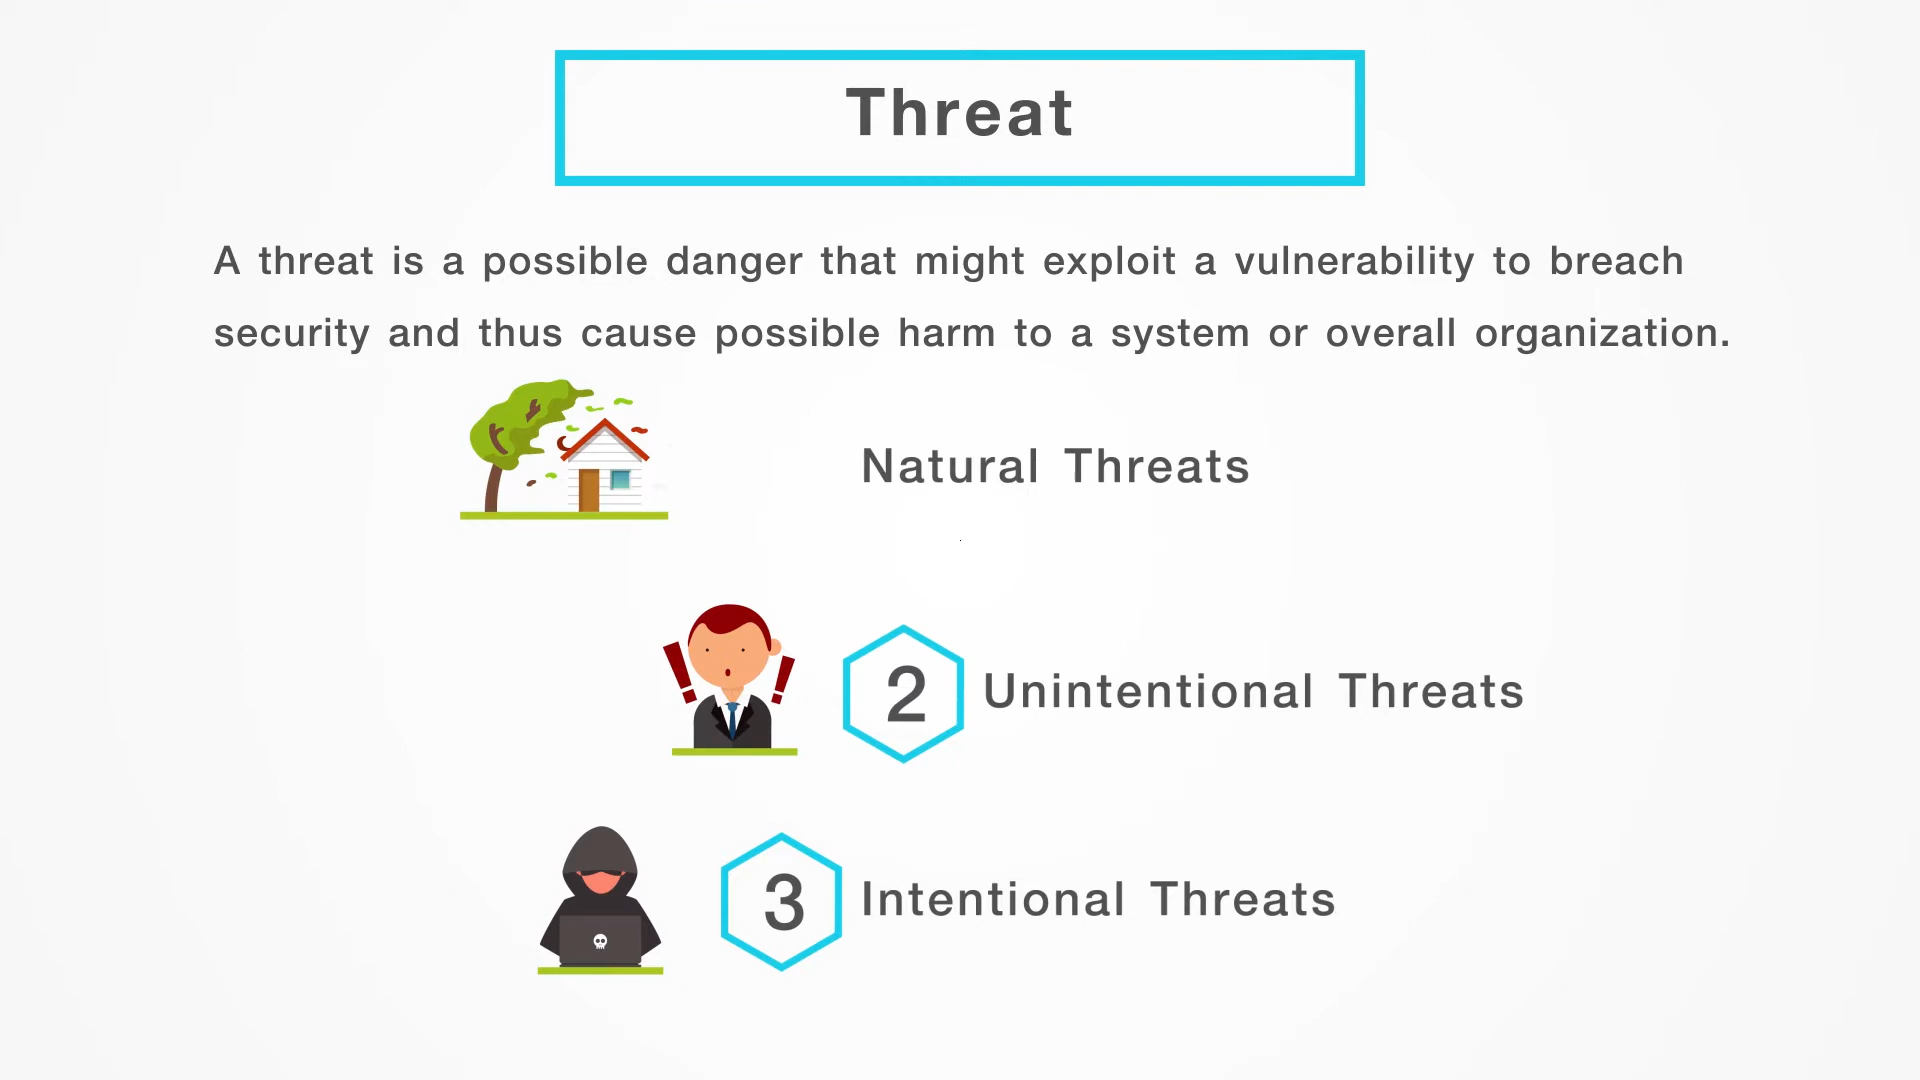 Threat
A threat is a possible danger that might exploit a vulnerability to breach
security and thus cause possible harm to a system or overall organization.
Natural Threats
2 Unintentional Threats
3 Intentional Threats